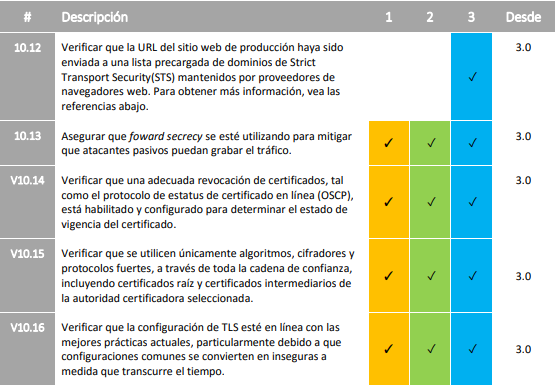 # Descripción 1 2 3 Desde
10.12 Verificar que la URL del sitio web de producción haya sido 3.0
enviada a una lista precargada de dominios de Strict
Transport Security(STS) mantenidos por proveedores de ✓
navegadores web. Para obtener más información, vea las
referencias abajo.
10.13 Asegurar que foward secrecy se esté utilizando para mitigar ✓ ✓ ✓ 3.0
que atacantes pasivos puedan grabar el tráfico.
V10.14 Verificar que una adecuada revocación de certificados, tal 3.0
como el protocolo de estatus de certificado en línea (OSCP), ✓ ✓ ✓
está habilitado y configurado para determinar el estado de
vigencia del certificado.
V10.15 Verificar que se utilicen únicamente algoritmos, cifradores y
protocolos fuertes, a través de toda la cadena de confianza, ✓ ✓ ✓ 3.0
incluyendo certificados raíz y certificados intermediarios de
la autoridad certificadora seleccionada.
V10.16 Verificar que la configuración de TLS esté en línea con las
mejores prácticas actuales, particularmente debido a que ✓ ✓ ✓ 3.0
configuraciones comunes se convierten en inseguras a
medida que transcurre el tiempo.